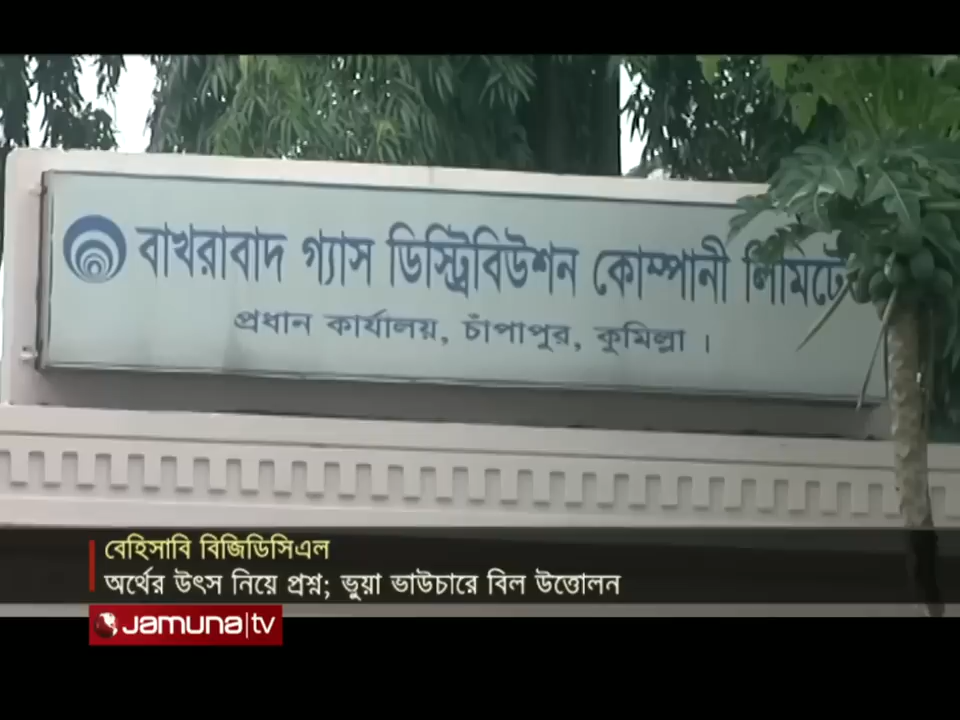 বাখরাবাদ গ্যাস ডিস্ট্রিবিউশন কোম্পানী লিমিটে
প্রধান কার্যালয়, চাঁপাপুর, কুমিল্লা ।
বেহিসাবি বিজিডিসিএল
অর্থের উৎস নিয়ে প্রশ্ন; ভুয়া ভাউচারে বিল উত্তোলন
Jamuna|tv